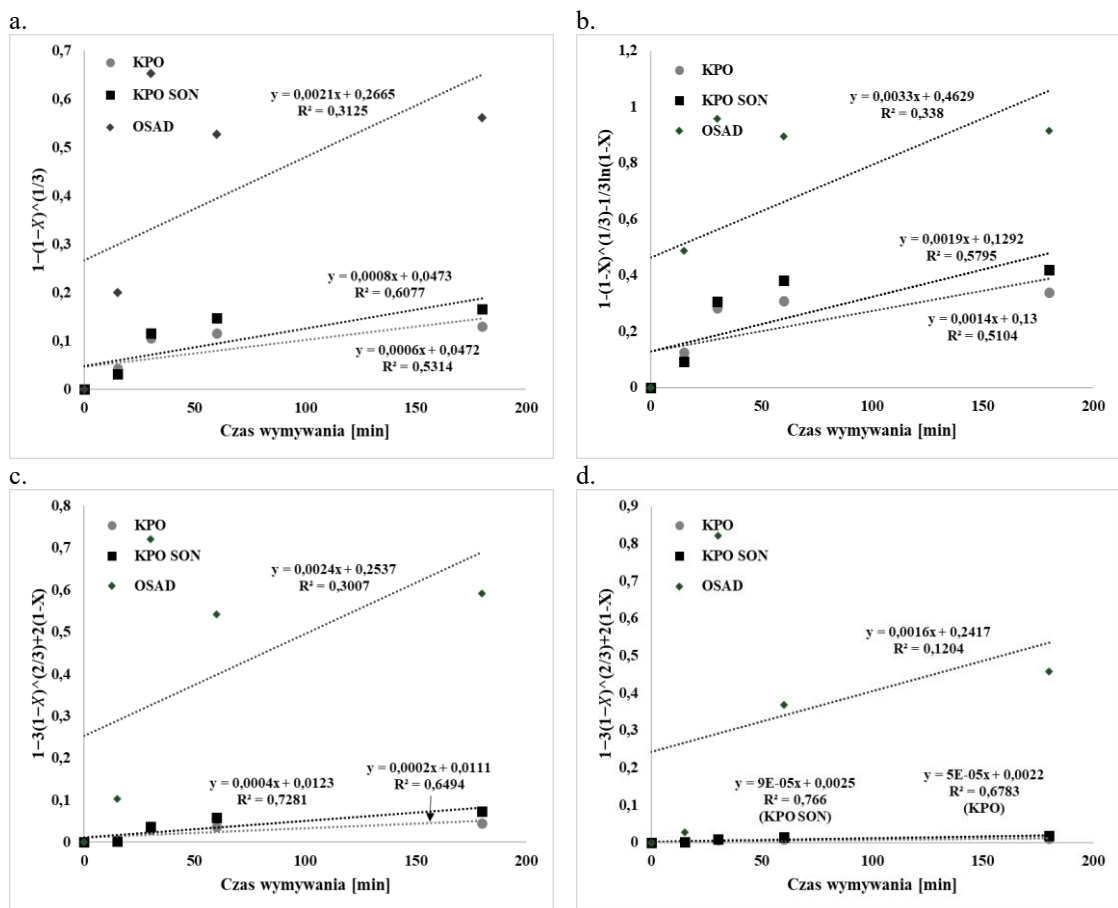 a.
0,7
0,6
0,5
0,4
0,3
0,2
0,1
0
1−(1−X)^(1/3)
KPO
KPO SON
OSAD
y = 0,0021x + 0,2665
R² = 0,3125
y = 0,0008x + 0,0473
R² = 0,6077
y = 0,0006x + 0,0472
R² = 0,5314
0 50 100 150 200
Czas wymywania [min]
b.
1,2
1
0,8
0,6
0,4
0,2
0
1-(1-X)^(1/3)-1/3ln(1-X)
KPO
KPO SON
OSAD
y = 0,0033x + 0,4629
R² = 0,338
y = 0,0019x + 0,1292
R² = 0,5795
y = 0,0014x + 0,13
R² = 0,5104
0 50 100 150 200
Czas wymywania [min]
c.
0,8
0,7
0,6
0,5
0,4
0,3
0,2
0,1
0
1−3(1−X)^(2/3)+2(1-X)
KPO
KPO SON
OSAD
y = 0,0024x + 0,2537
R² = 0,3007
y = 0,0004x + 0,0123
R² = 0,7281
y = 0,0002x + 0,0111
R² = 0,6494
0 50 100 150 200
Czas wymywania [min]
d.
0,9
0,8
0,7
0,6
0,5
0,4
0,3
0,2
0,1
0
1−3(1−X)^(2/3)+2(1-X)
KPO
KPO SON
OSAD
y = 0,0016x + 0,2417
R² = 0,1204
y = 9E-05x + 0,0025
R² = 0,766
(KPO SON)
y = 5E-05x + 0,0022
R² = 0,6783
(KPO)
0 50 100 150 200
Czas wymywania [min]